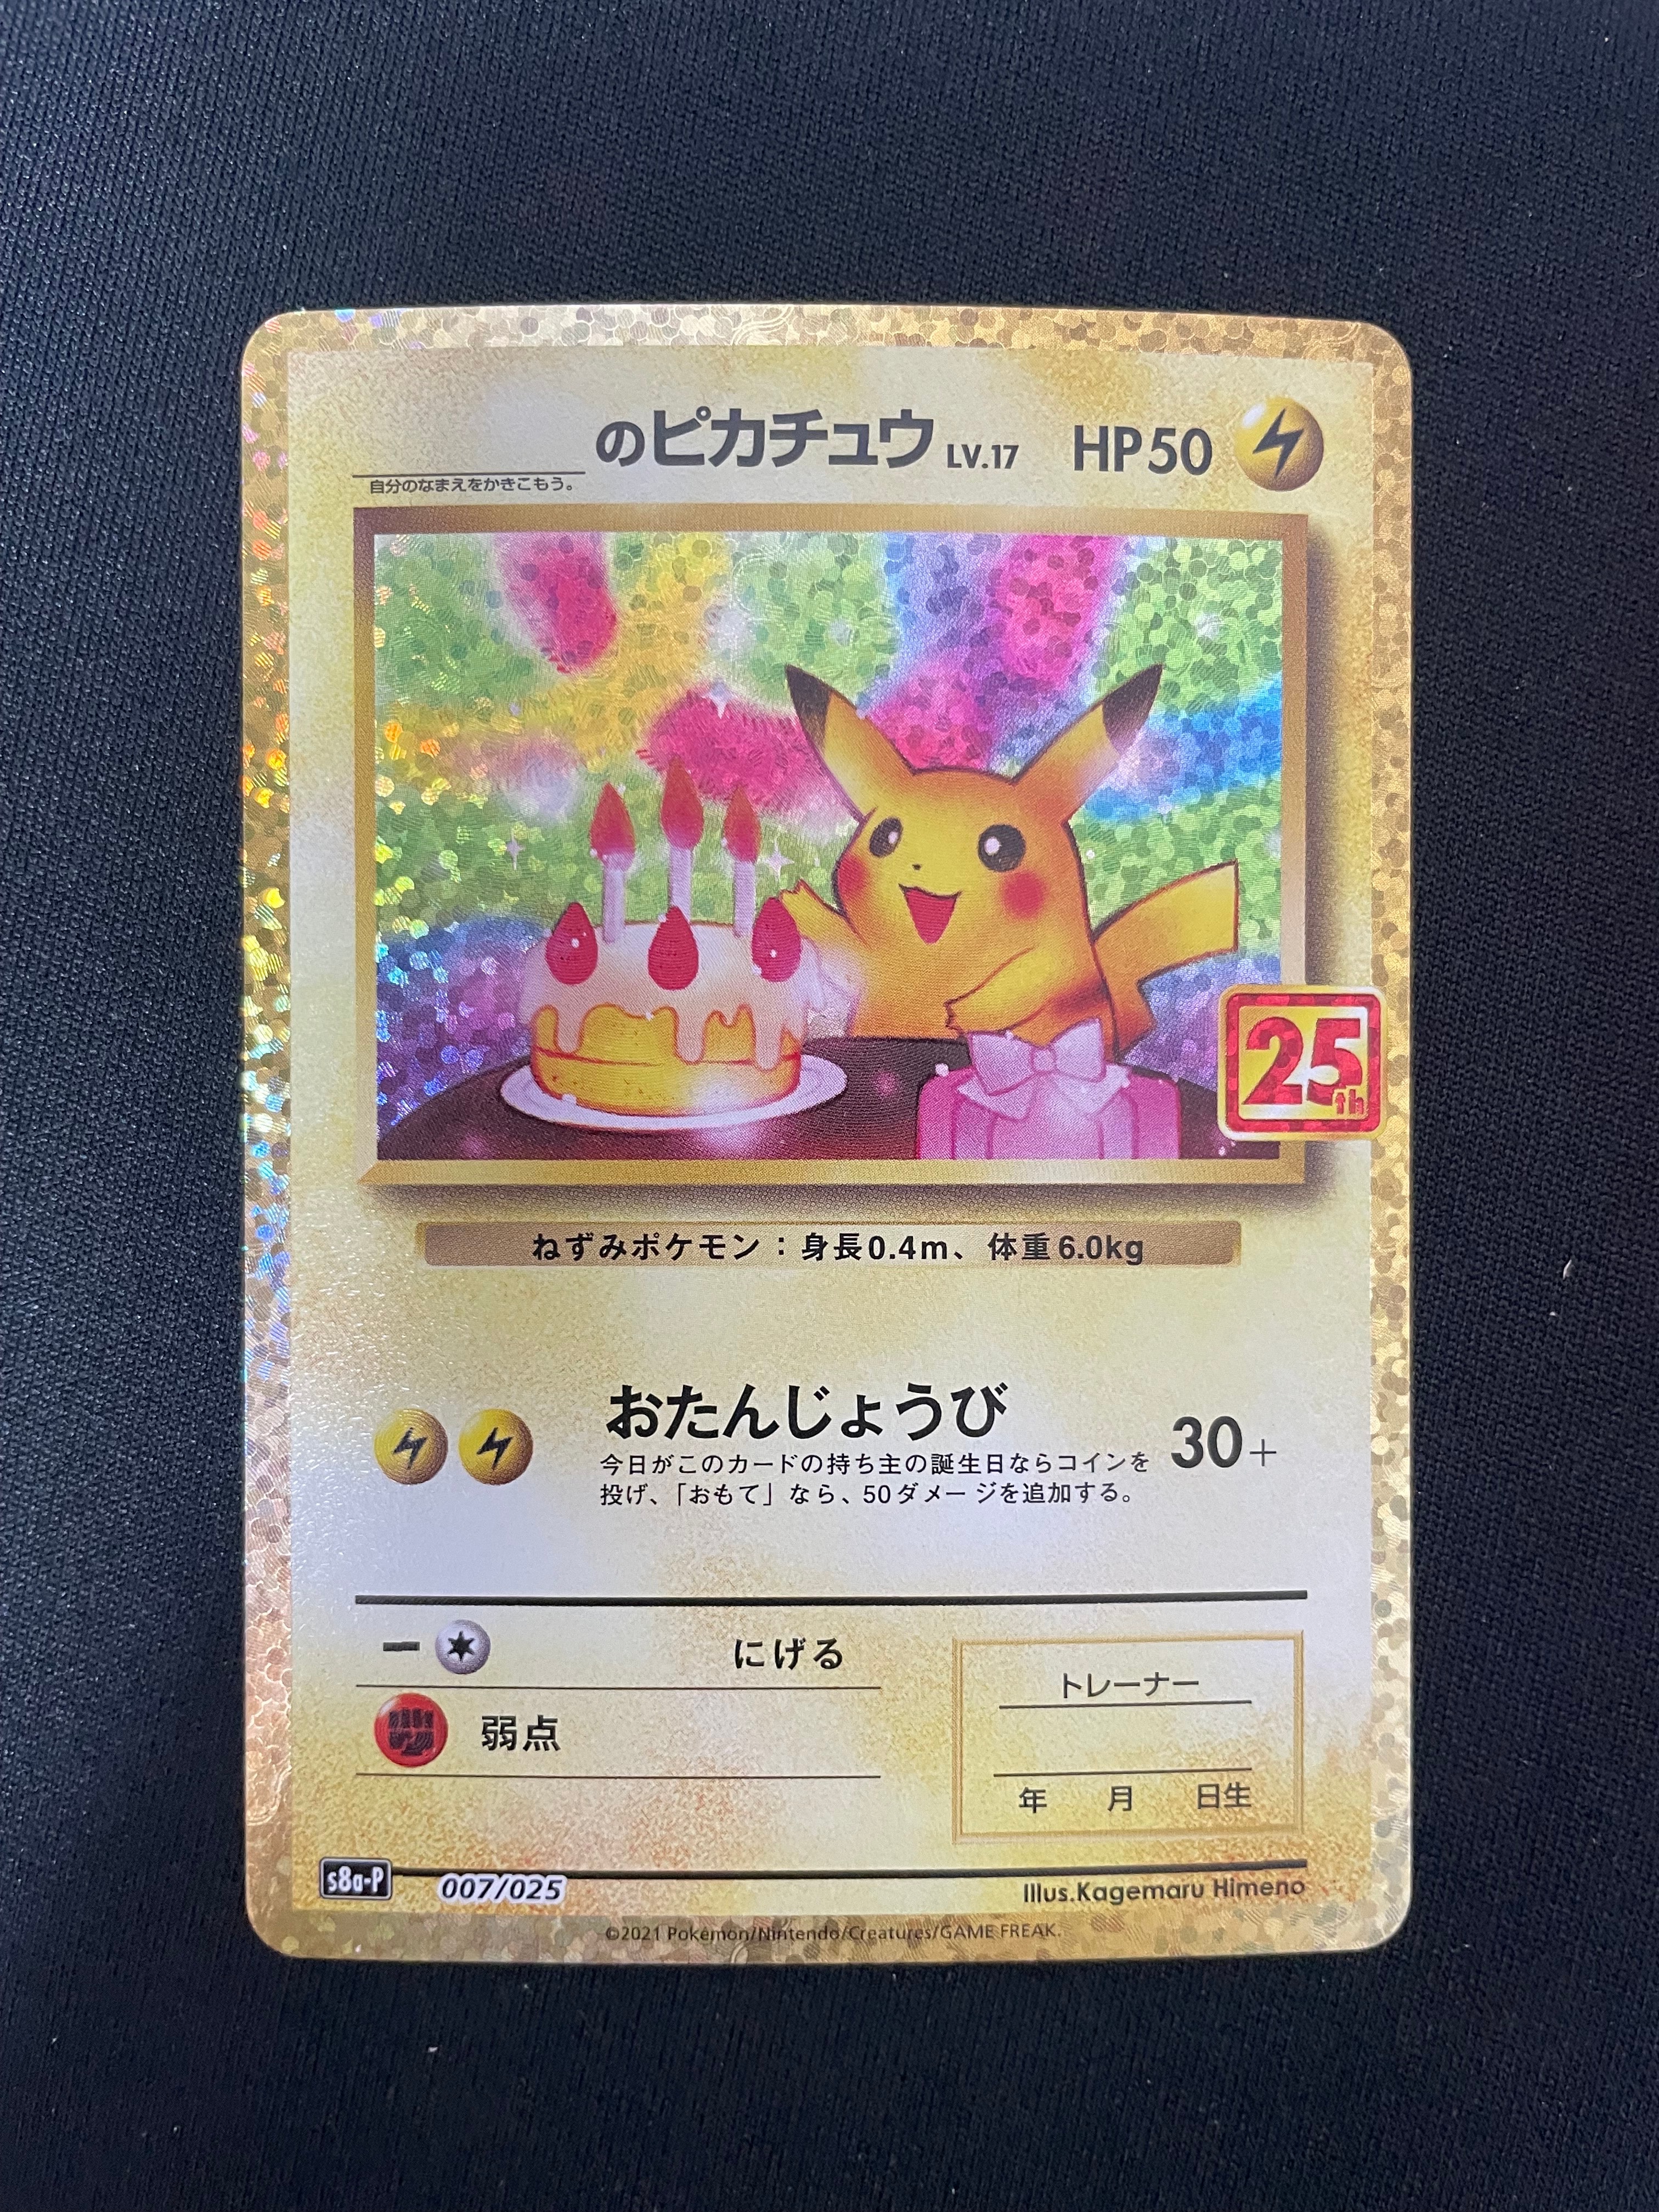 のピカチュウ LV.17 HP50
自分のなまえをかきこもう。
25th
ねずみポケモン：身長0.4m、体重6.0kg
おたんじょうび 30+
今日がこのカードの持ち主の誕生日ならコインを
投げ、「おもて」なら、50ダメージを追加する。
− にげる
トレーナー
弱点
年 月 日生
s8a-P 007/025 Illus.Kagemaru Himeno
©2021 Pokémon/Nintendo/Creatures/GAME FREAK.